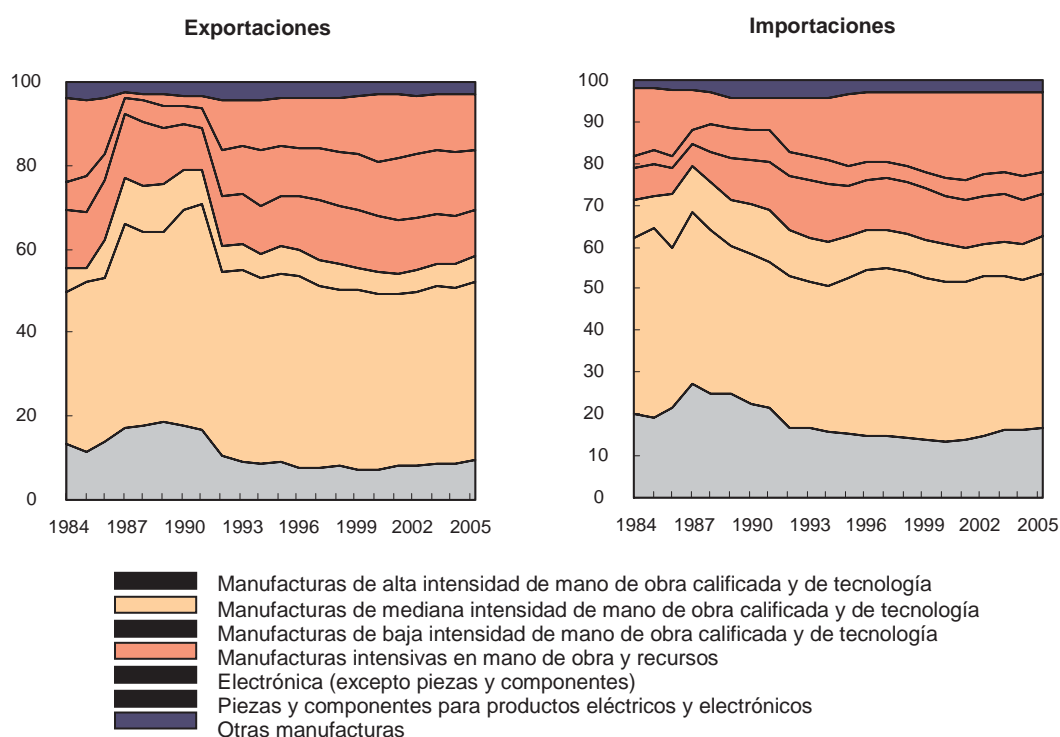 Exportaciones
Importaciones
100
80
60
40
20
0
1984 1987 1990 1993 1996 1999 2002 2005
100
90
80
70
60
50
40
30
20
10
0
1984 1987 1990 1993 1996 1999 2002 2005
Manufacturas de alta intensidad de mano de obra calificada y de tecnología
Manufacturas de mediana intensidad de mano de obra calificada y de tecnología
Manufacturas de baja intensidad de mano de obra calificada y de tecnología
Manufacturas intensivas en mano de obra y recursos
Electrónica (excepto piezas y componentes)
Piezas y componentes para productos eléctricos y electrónicos
Otras manufacturas